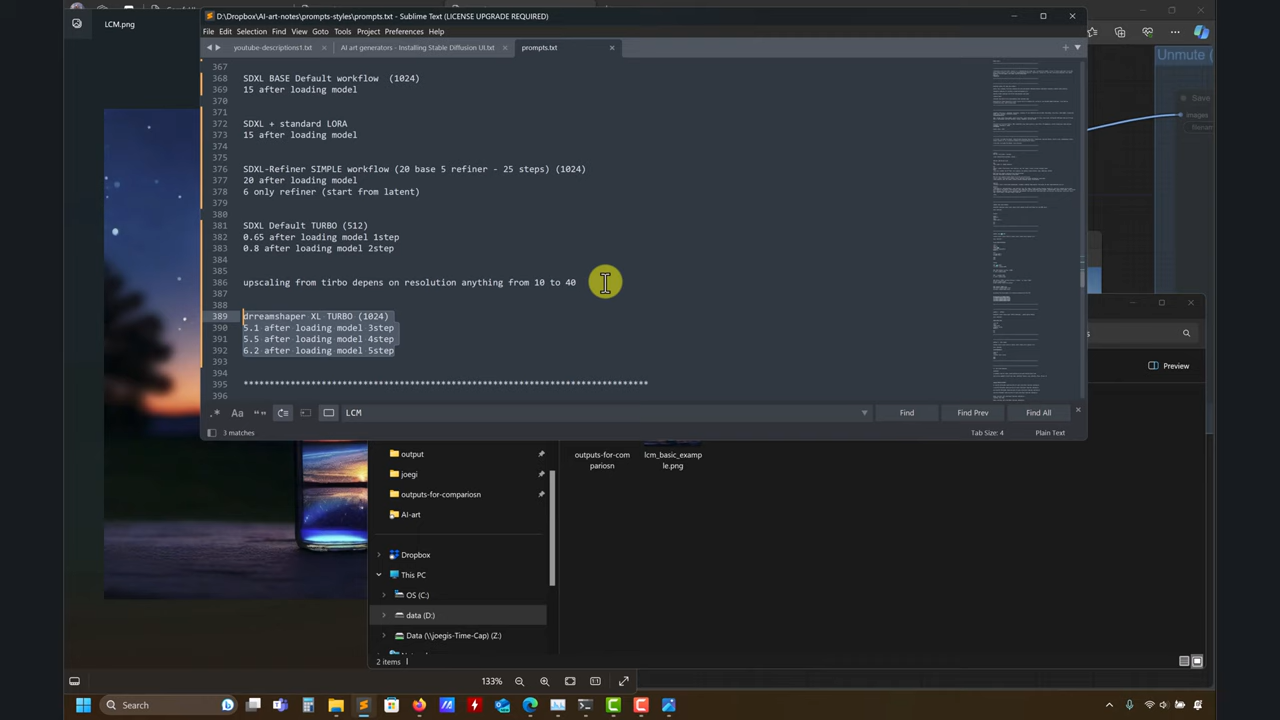 LCM.png
D:\Dropbox\AI-art-notes\prompts-styles\prompts.txt - Sublime Text (LICENSE UPGRADE REQUIRED)
File Edit Selection Find View Goto Tools Project Preferences Help
youtube-descriptions1.txt
AI art generators - Installing Stable Diffusion UI.txt
prompts.txt
Unmute (
Save
Images
367
368 SDXL BASE Default workflow (1024)
369 15 after loading model
370
371
372 SDXL + standard LORA
373 15 after loading model
374
375
376 SDXL-Refiner SIMPLE workflow (20 base 5 refiner - 25 steps) (1024)
377 20 after loading model
378 6 only refiner (start from latent)
379
380
381 SDXL Default TURBO (512)
382 0.65 after loading model 1step
383 0.8 after loading model 2step
384
385
386 upscaling from tirbo depens on resolution anything from 10 to 60
387
388
389 drreamshaper XL TURBO (1024)
390 5.1 after loading model 3step
391 5.5 after loading model 4step
392 6.2 after loading model 5step
393
394
395 ******************************************************************************
396
LCM
Find
Find Prev
Find All
3 matches
Tab Size: 4
Plain Text
Preview
output
joegi
outputs-for-compariosn
AI-art
Dropbox
This PC
OS (C:)
data (D:)
Data (\\joegis-Time-Cap) (Z:)
outputs-for-com
pariosn
lcm_basic_examp
le.png
2 items
133%
Search